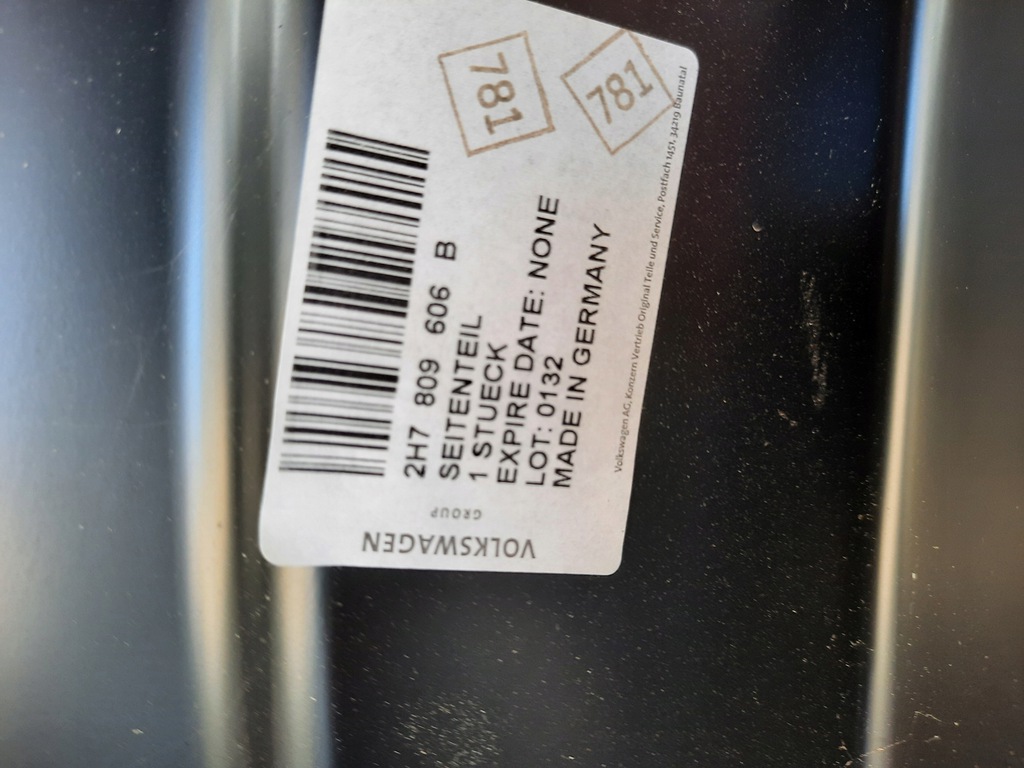 VOLKSWAGEN
GROUP
2H7 809 606 B
SEITENTEIL
1 STUECK
EXPIRE DATE: NONE
LOT: 0132
MADE IN GERMANY
Volkswagen AG, Konzern Vertrieb Original Teile und Service, Postfach 1451, 34219 Baunatal
781
781